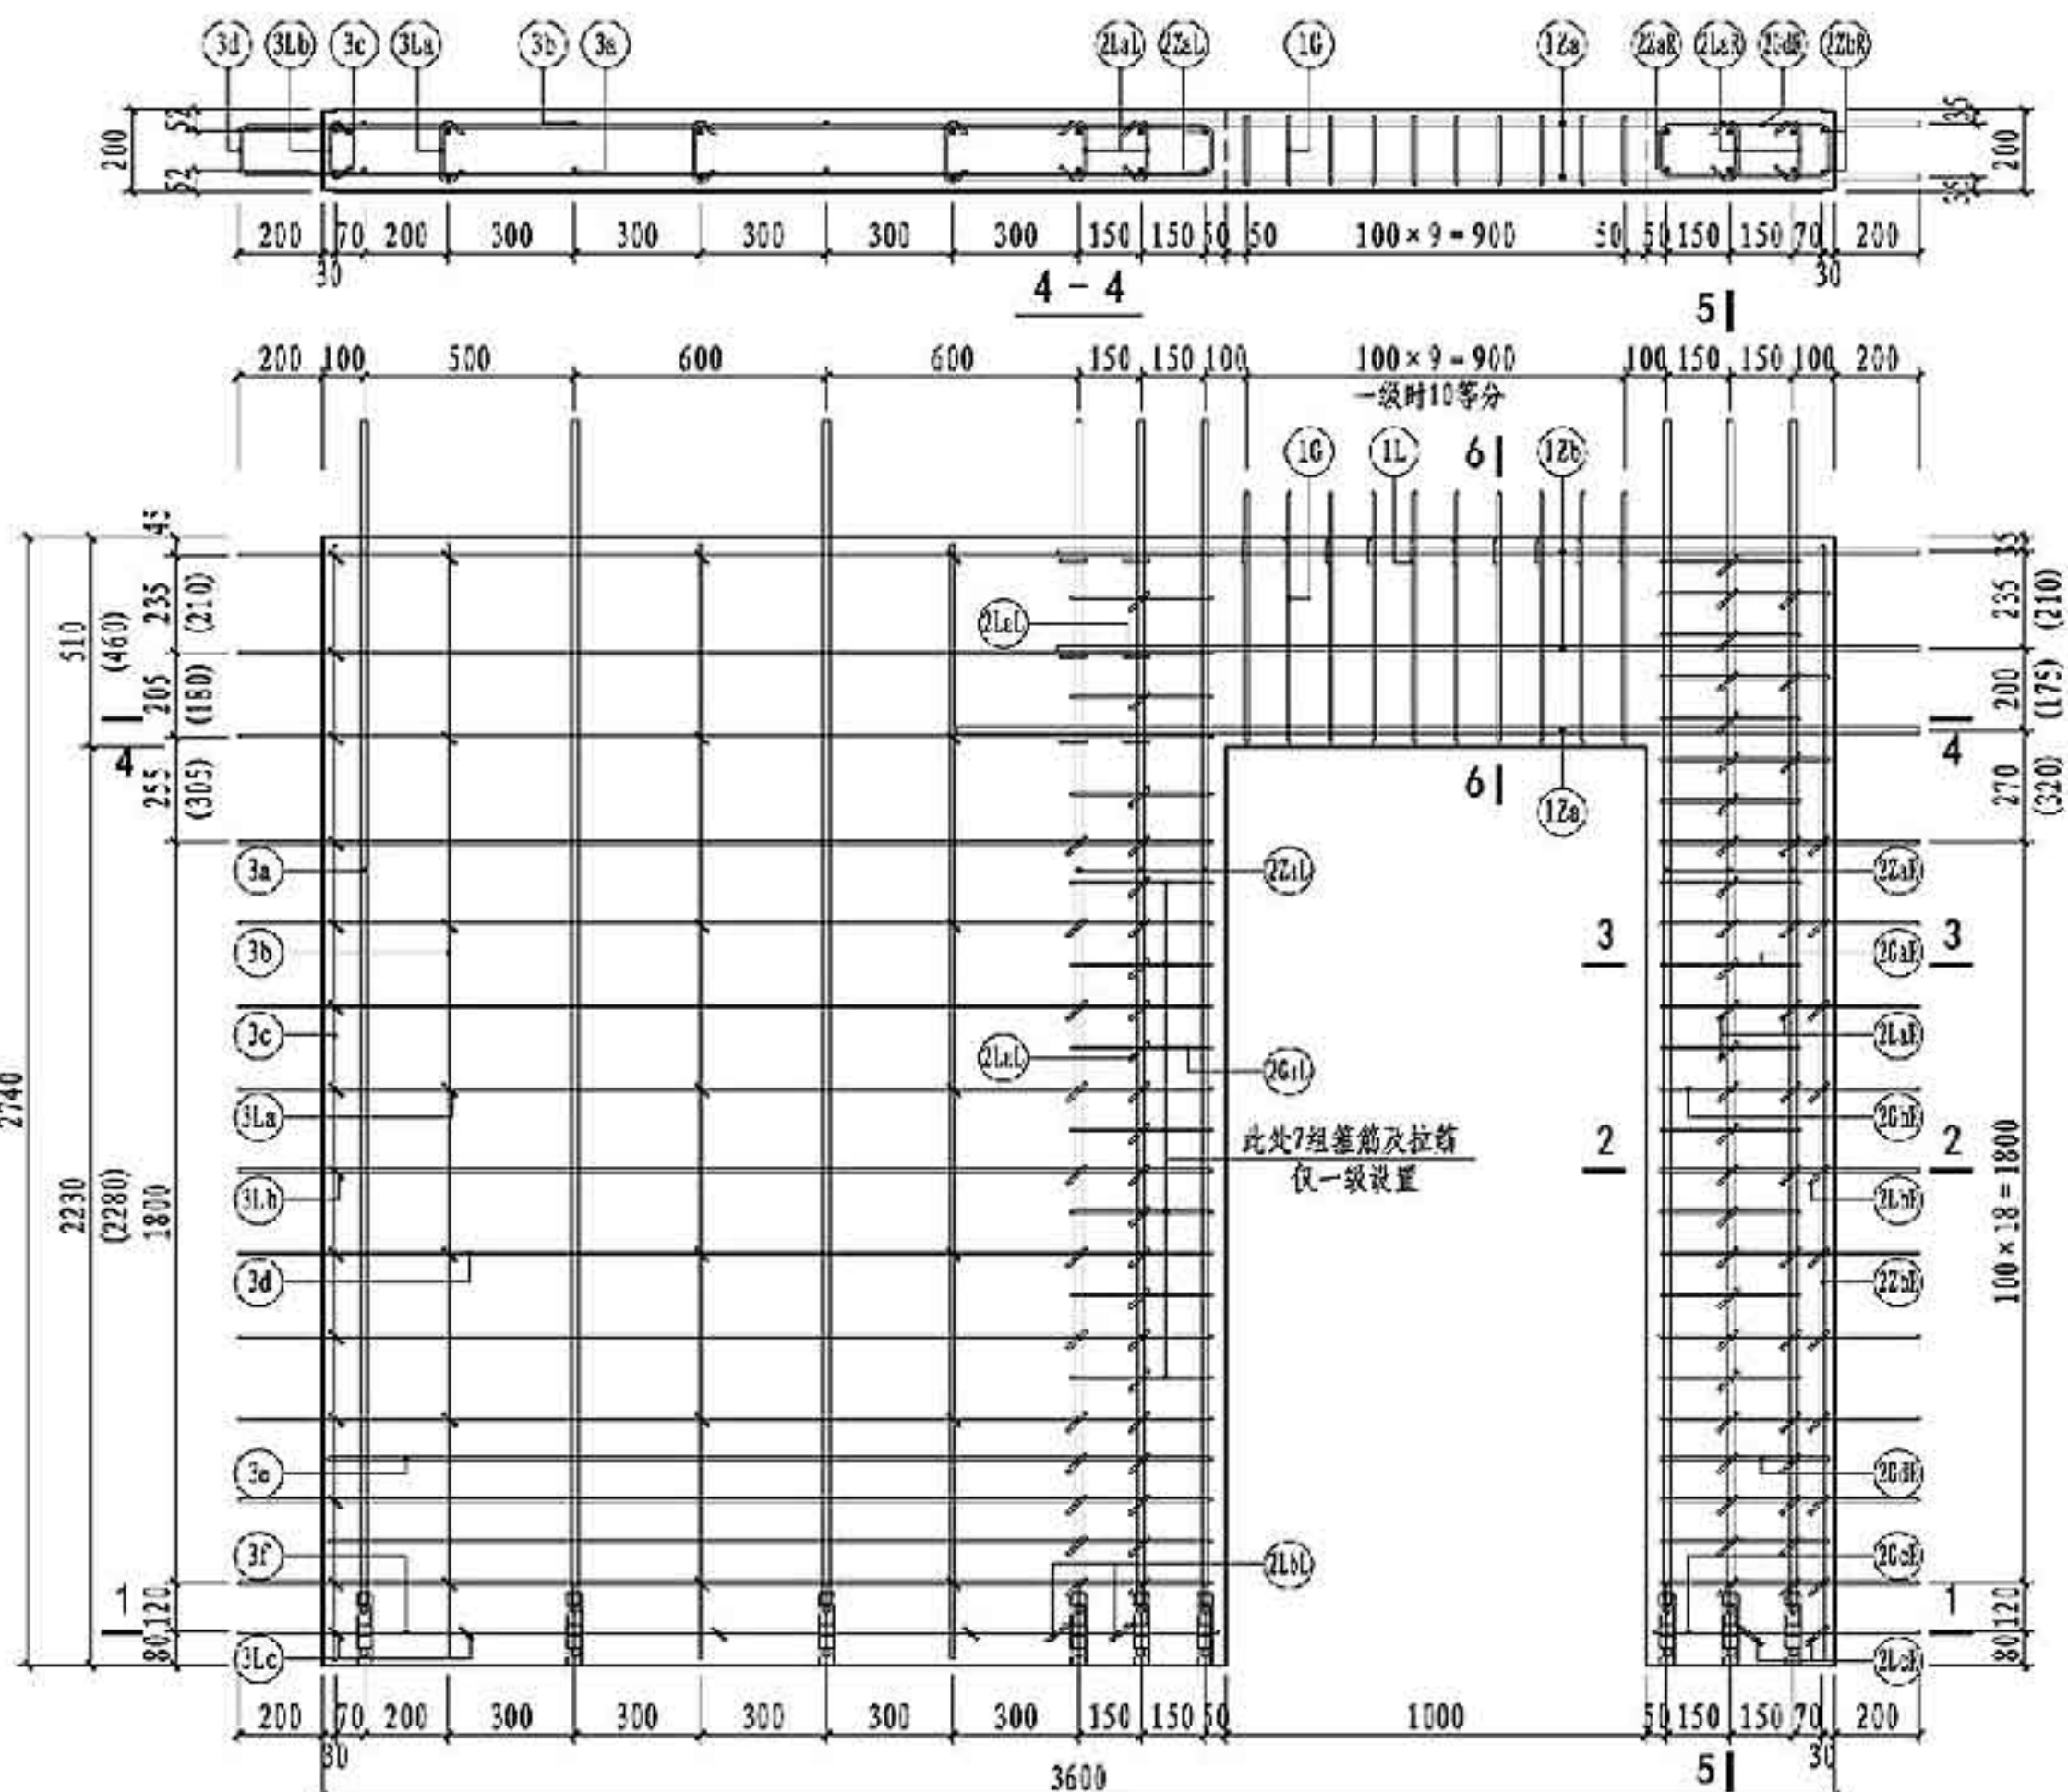 3d 3Lb 3c 3La 3b 3a 2LaL 2ZaL 1G 1Za 2ZaR 2LaR 2GdR 2ZbR
200 52 52 35 200 35
200 70 200 300 300 300 300 300 150 150 50 50 100×9=900 50 50 150 150 70 200
30 30
4-4
5
200 100 500 600 600 150 150 100 100×9=900 100 150 150 100 200
一级时10等分
1G 1L 6 1Zb
45 35
235 (210) 235 (210)
510 (460)
2LaL
205 (180) 200 (175)
4 4
255 (305) 270 (320)
6 1Za
3a 2ZaL 2ZaR
3b 3 2GaR 3
3c 2LaL 2GaL 2LaR
2740
3La 2GbR
此处7组箍筋及拉筋
仅一级设置
2 2
2230 (2280) 1800 100×18=1800
3Lb 2LbR
3d 2ZbR
3e 2GdR
3f 2LbL 2GcR
1 120 1 120
80 80
3Lc 2LcR
200 70 200 300 300 300 300 300 150 150 50 1000 50 150 150 70 200
30 30
3600
5